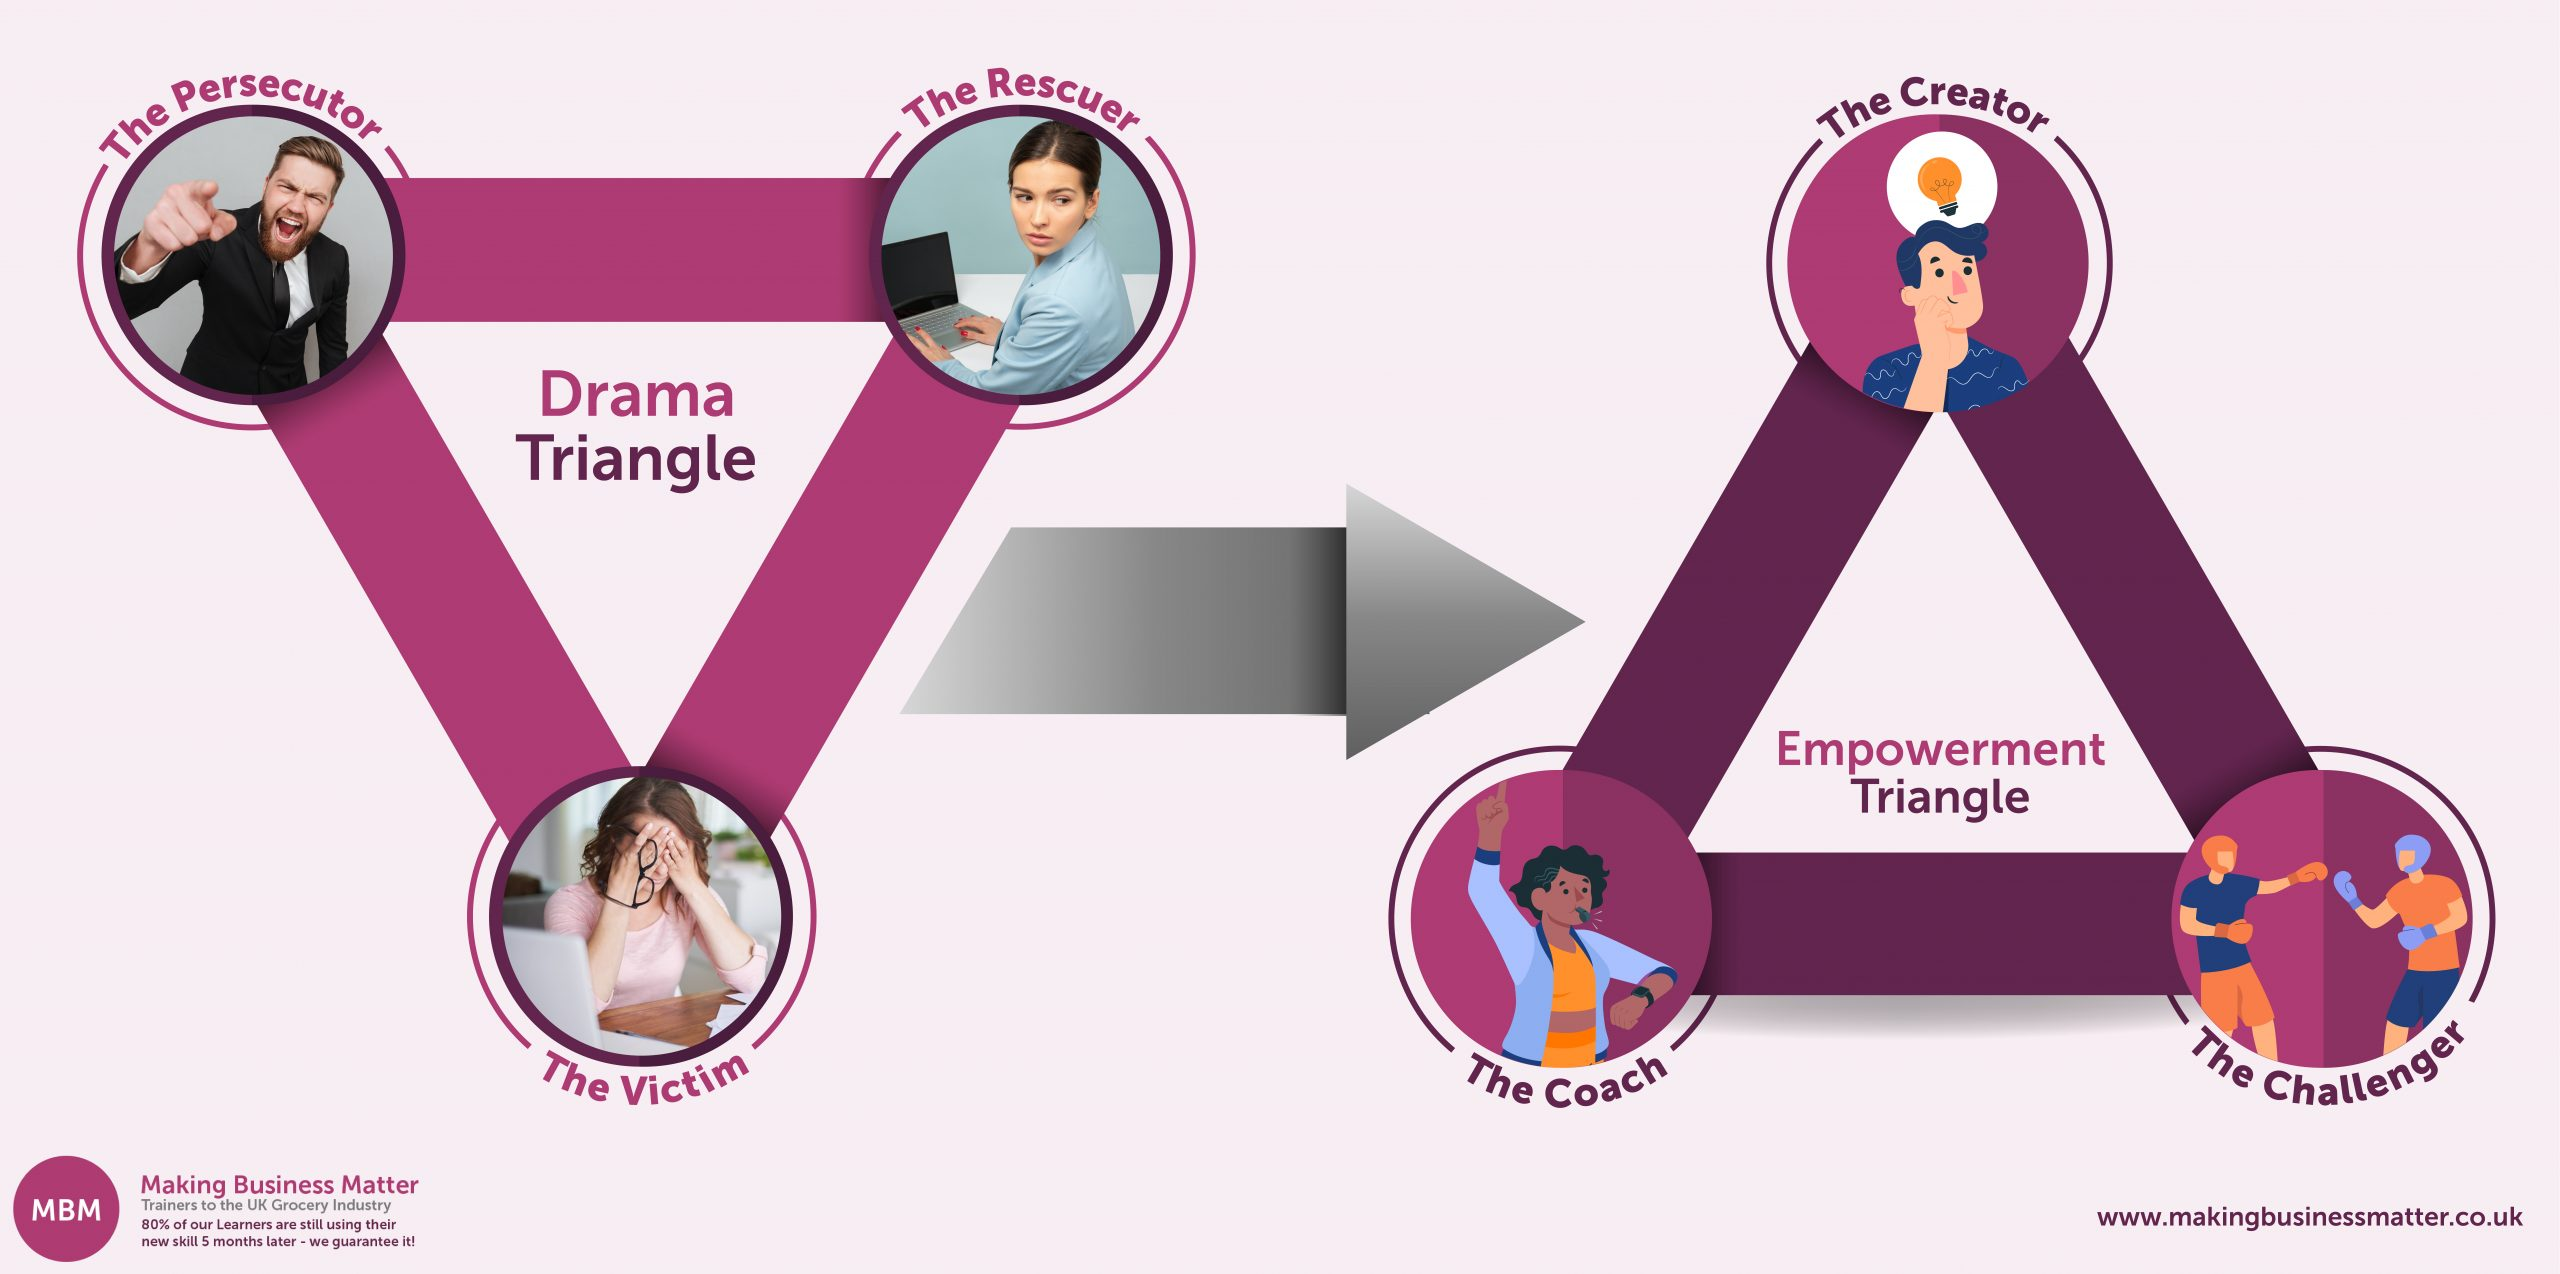 The Persecutor
The Rescuer
Drama
Triangle
The Victim
The Creator
Empowerment
Triangle
The Coach
The Challenger
MBM
Making Business Matter
Trainers to the UK Grocery Industry
80% of our Learners are still using their
new skill 5 months later - we guarantee it!
www.makingbusinessmatter.co.uk